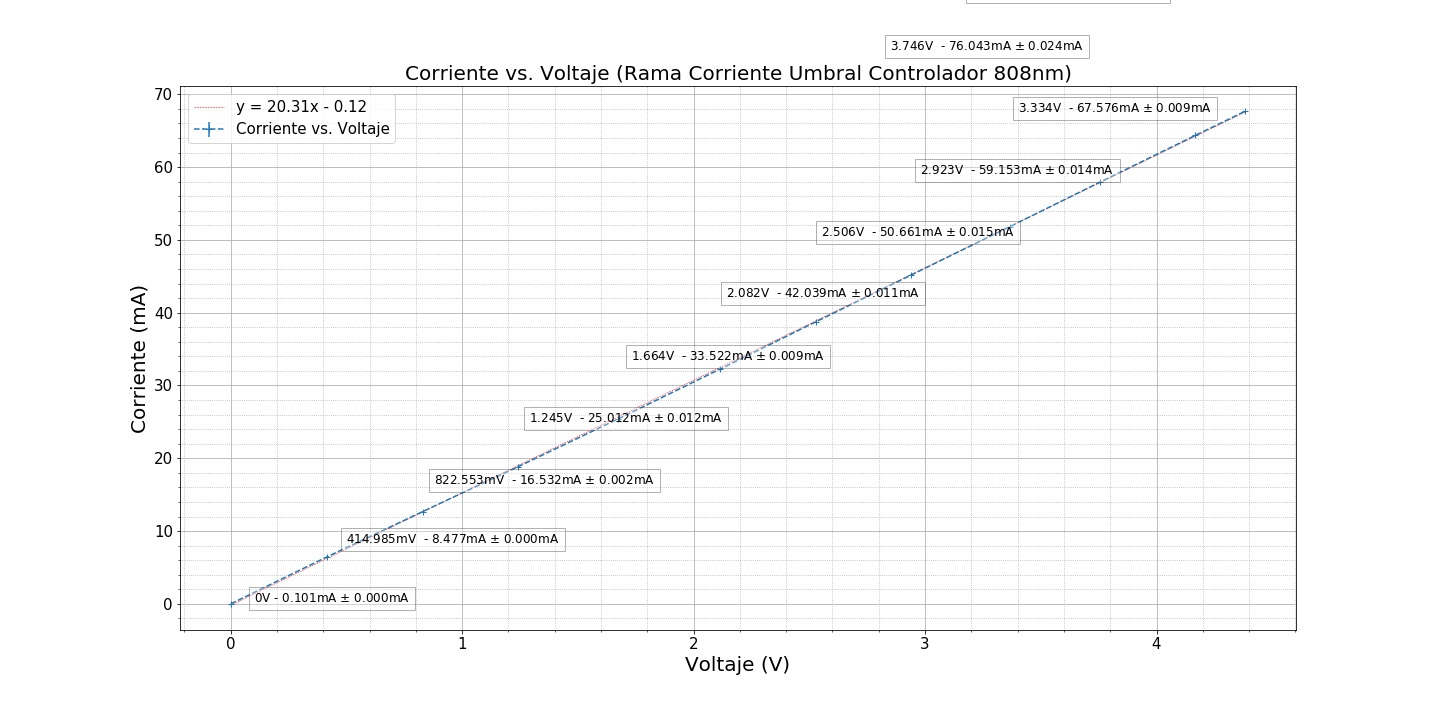 3.746V - 76.043mA ± 0.024mA
Corriente vs. Voltaje (Rama Corriente Umbral Controlador 808nm)
y = 20.31x - 0.12
Corriente vs. Voltaje
3.334V - 67.576mA ± 0.009mA
2.923V - 59.153mA ± 0.014mA
2.506V - 50.661mA ± 0.015mA
2.082V - 42.039mA ± 0.011mA
1.664V - 33.522mA ± 0.009mA
1.245V - 25.012mA ± 0.012mA
822.553mV - 16.532mA ± 0.002mA
414.985mV - 8.477mA ± 0.000mA
0V - 0.101mA ± 0.000mA
70
60
50
40
30
20
10
0
Corriente (mA)
0 1 2 3 4
Voltaje (V)